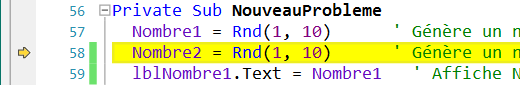 56 Private Sub NouveauProbleme
57 Nombre1 = Rnd(1, 10) ' Génère un n
58 Nombre2 = Rnd(1, 10) ' Génère un n
59 lblNombre1.Text = Nombre1 ' Affiche N